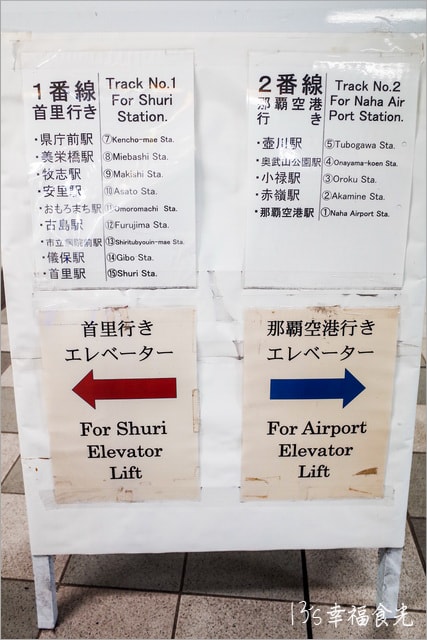 1番線
首里行き
Track No.1
For Shuri
Station.
・県庁前駅 ⑦Kencho-mae Sta.
・美栄橋駅 ⑧Miebashi Sta.
・牧志駅 ⑨Makishi Sta.
・安里駅 ⑩Asato Sta.
・おもろまち駅 ⑪Omoromachi Sta.
・古島駅 ⑫Furujima Sta.
・市立病院前駅 ⑬Shiritubyouin-mae Sta.
・儀保駅 ⑭Gibo Sta.
・首里駅 ⑮Shuri Sta.
2番線
那覇空港
行き
Track No.2
For Naha Air
Port Station.
・壺川駅 ⑤Tubogawa Sta.
・奥武山公園駅 ④Onayama-koen Sta.
・小禄駅 ③Oroku Sta.
・赤嶺駅 ②Akamine Sta.
・那覇空港駅 ①Naha Airport Sta.
首里行き
エレベーター
For Shuri
Elevator
Lift
那覇空港行き
エレベーター
For Airport
Elevator
Lift
13's幸福食光